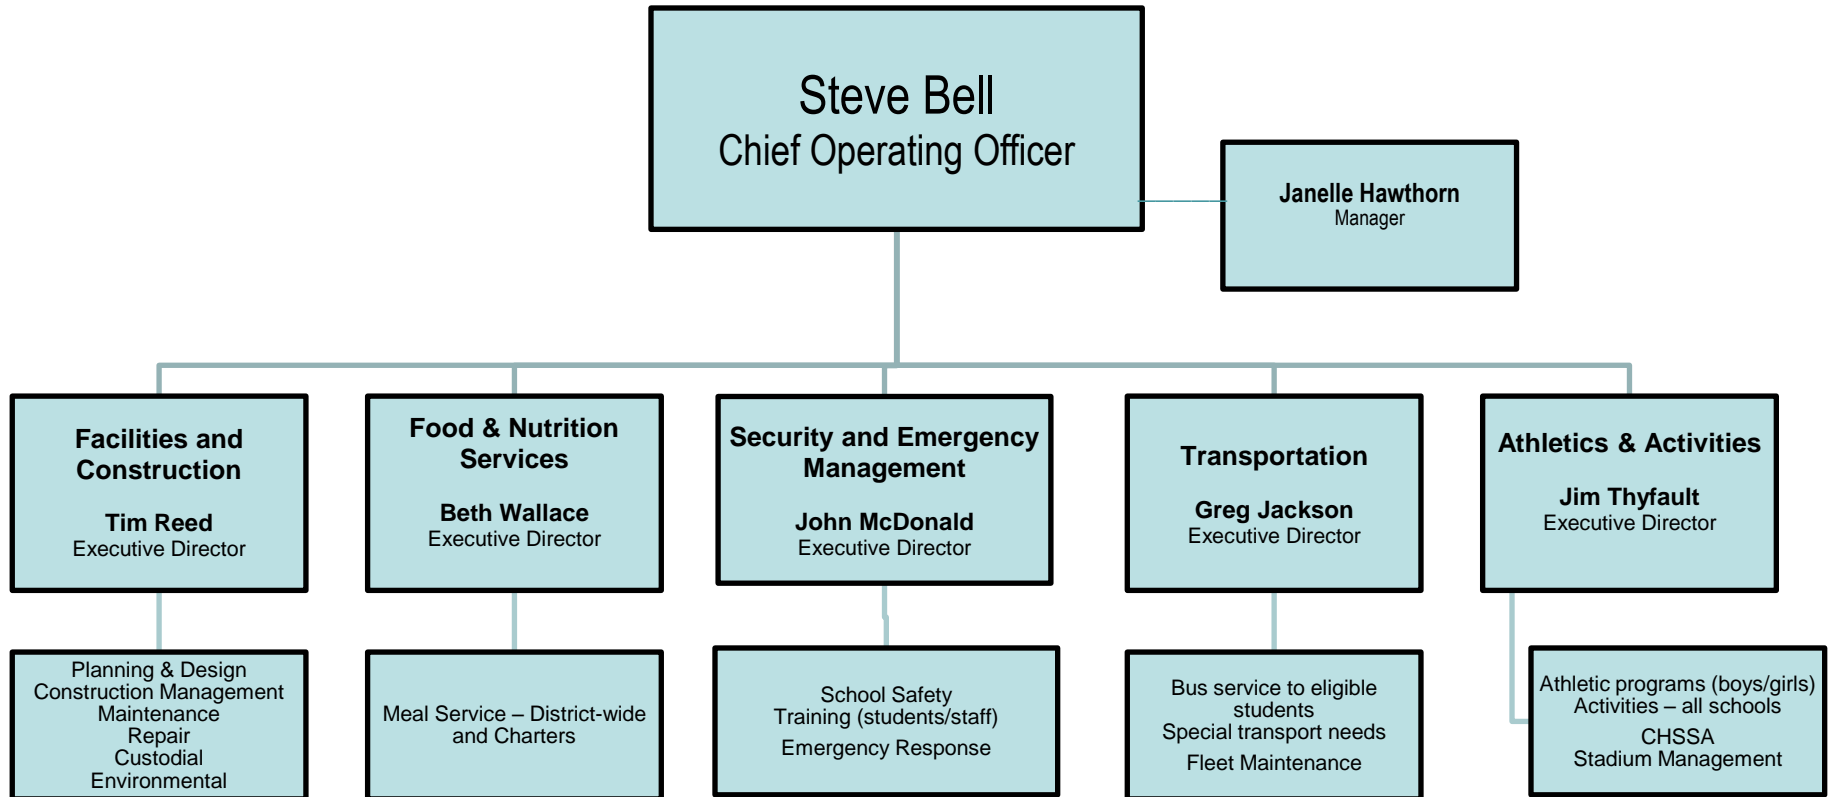 Steve Bell
Chief Operating Officer
Janelle Hawthorn
Manager
Facilities and
Construction
Tim Reed
Executive Director
Food & Nutrition
Services
Beth Wallace
Executive Director
Security and Emergency
Management
John McDonald
Executive Director
Transportation
Greg Jackson
Executive Director
Athletics & Activities
Jim Thyfault
Executive Director
Planning & Design
Construction Management
Maintenance
Repair
Custodial
Environmental
Meal Service – District-wide
and Charters
School Safety
Training (students/staff)
Emergency Response
Bus service to eligible
students
Special transport needs
Fleet Maintenance
Athletic programs (boys/girls)
Activities – all schools
CHSSA
Stadium Management